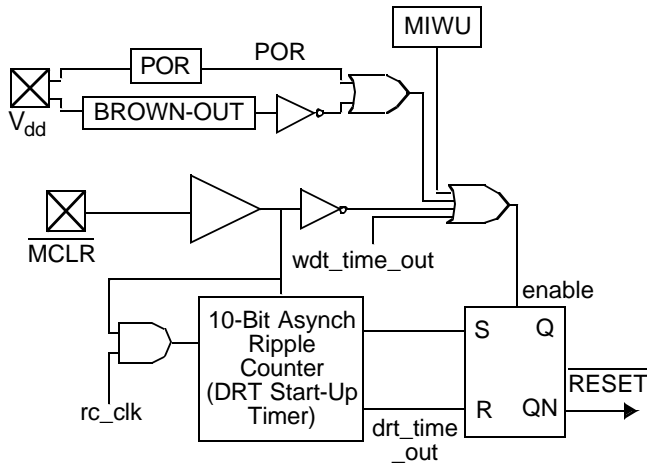 MIWU
POR
POR
BROWN-OUT
Vdd
MCLR
wdt_time_out
enable
10-Bit Asynch
Ripple
Counter
(DRT Start-Up
Timer)
rc_clk
S Q
R QN
RESET
drt_time
_out